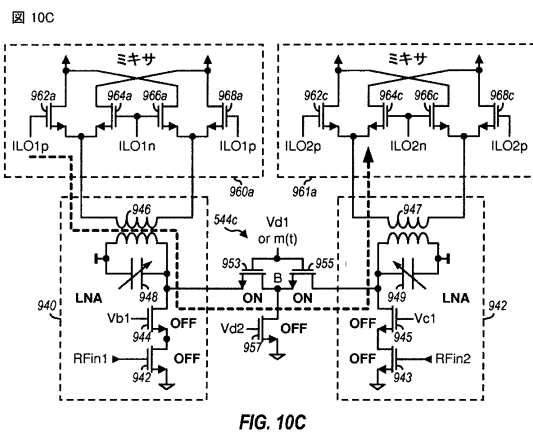 図 10C
ミキサ
ミキサ
962a
964a
966a
968a
962c
964c
966c
968c
ILO1p
ILO1n
ILO1p
ILO2p
ILO2n
ILO2p
960a
961a
946
544c
Vd1
or m(t)
947
953
955
B
ON
ON
940
LNA
948
949
LNA
942
Vb1
OFF
944
Vd2
OFF
957
OFF
Vc1
945
RFin1
OFF
942
OFF
RFin2
943
FIG. 10C